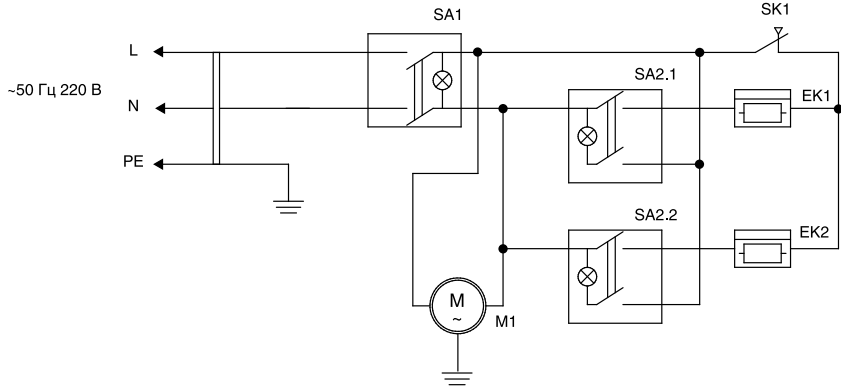 SA1
SK1
L
SA2.1
~50 Гц 220 В
N
EK1
PE
SA2.2
EK2
M
~
M1